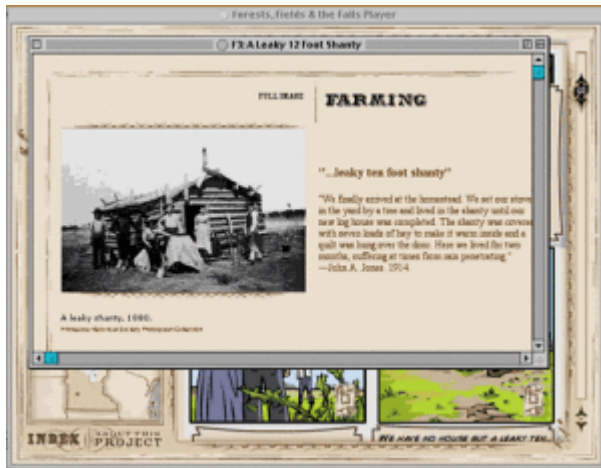 Forests, Fields & the Falls Player
F3: A Leaky 12 Foot Shanty
FULL IMAGE
FARMING
"...leaky ten foot shanty"
"We finally arrived at the homestead. We set our stove
in the yard by a tree and lived in the shanty until our
new log house was completed. The shanty was covered
with seven loads of hay to make it warm inside and a
quilt was hung over the door. Here we lived for two
months, suffering at times from rain penetrating."
—John A. Jones, 1914.
A leaky shanty, 1880.
INDEX
ABOUT THIS
PROJECT
WE HAVE NO HOUSE BUT A LEAKY TEN